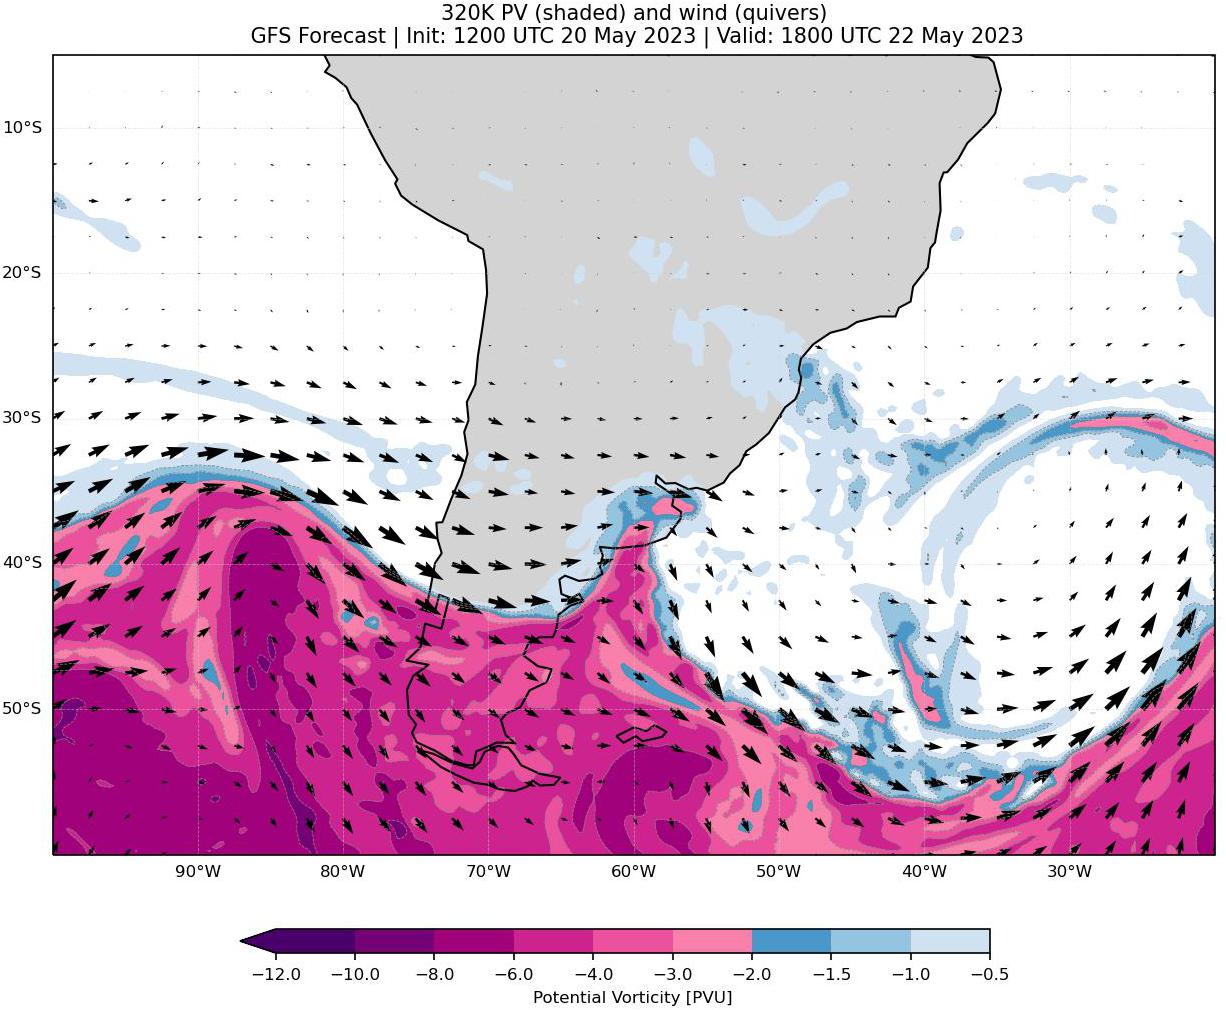 320K PV (shaded) and wind (quivers)
GFS Forecast | Init: 1200 UTC 20 May 2023 | Valid: 1800 UTC 22 May 2023
10°S
20°S
30°S
40°S
50°S
90°W 80°W 70°W 60°W 50°W 40°W 30°W
−12.0 −10.0 −8.0 −6.0 −4.0 −3.0 −2.0 −1.5 −1.0 −0.5
Potential Vorticity [PVU]